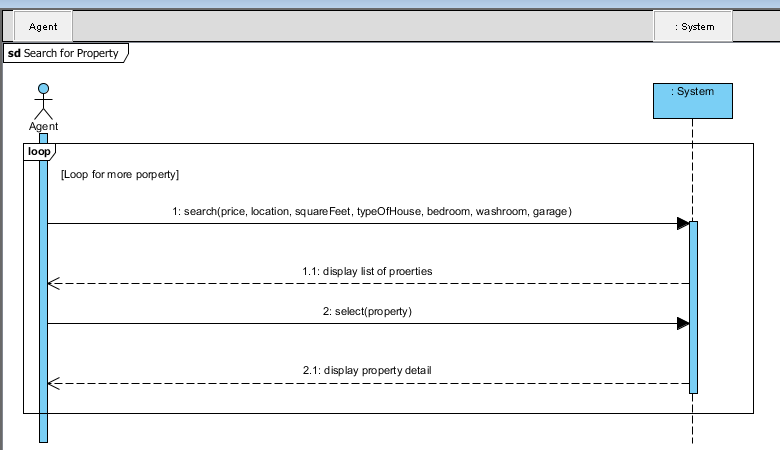 Agent
: System
sd Search for Property
: System
Agent
loop
[Loop for more porperty]
1: search(price, location, squareFeet, typeOfHouse, bedroom, washroom, garage)
1.1: display list of proerties
2: select(property)
2.1: display property detail